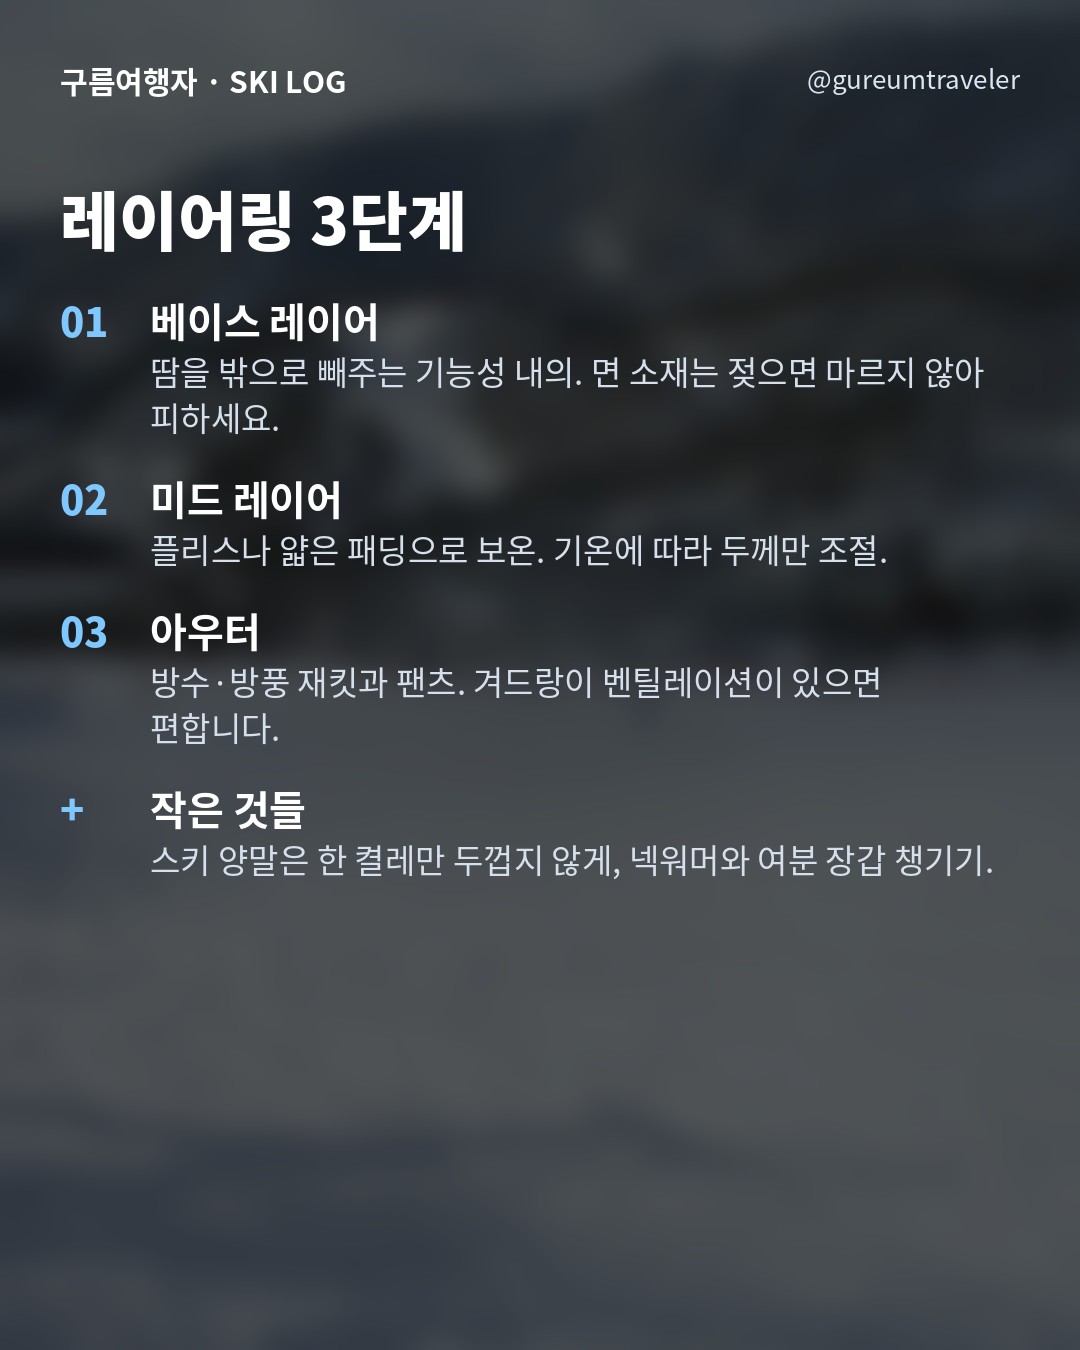 구름여행자 · SKI LOG
@gureumtraveler
레이어링 3단계
01 베이스 레이어
땀을 밖으로 빼주는 기능성 내의. 면 소재는 젖으면 마르지 않아
피하세요.
02 미드 레이어
플리스나 얇은 패딩으로 보온. 기온에 따라 두께만 조절.
03 아우터
방수·방풍 재킷과 팬츠. 겨드랑이 벤틸레이션이 있으면
편합니다.
+ 작은 것들
스키 양말은 한 켤레만 두껍지 않게, 넥워머와 여분 장갑 챙기기.